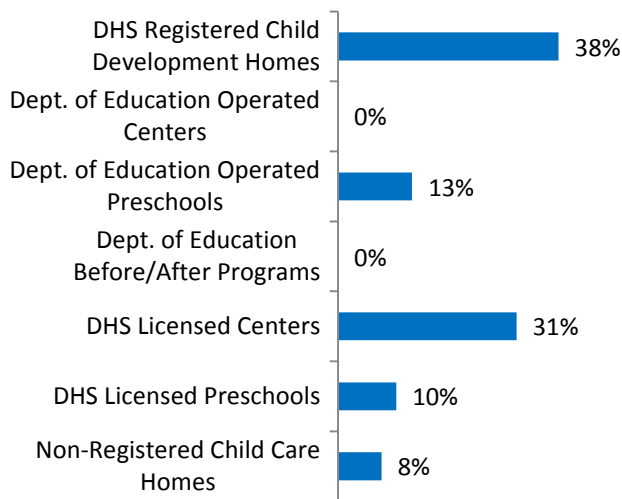 DHS Registered Child
Development Homes
38%
Dept. of Education Operated
Centers
0%
Dept. of Education Operated
Preschools
13%
Dept. of Education
Before/After Programs
0%
DHS Licensed Centers
31%
DHS Licensed Preschools
10%
Non-Registered Child Care
Homes
8%